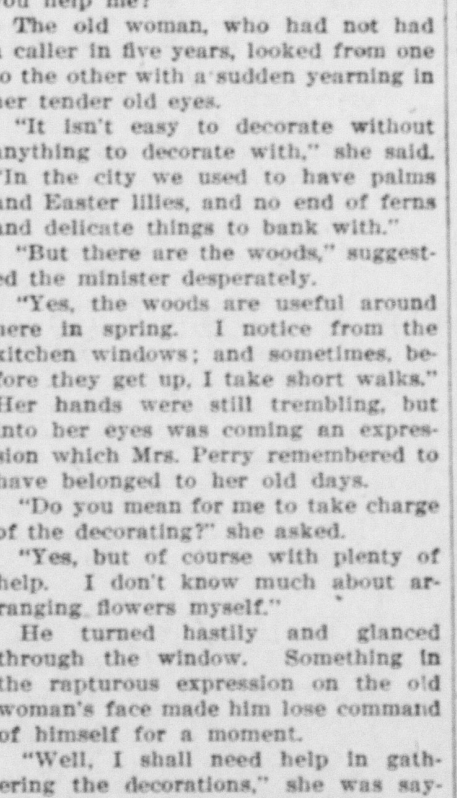 you help me?
The old woman, who had not had
a caller in five years, looked from one
to the other with a sudden yearning in
her tender old eyes.
"It isn't easy to decorate without
anything to decorate with," she said.
"In the city we used to have palms
and Easter lilies, and no end of ferns
and delicate things to bank with."
"But there are the woods," suggest-
ed the minister desperately.
"Yes, the woods are useful around
here in spring. I notice from the
kitchen windows; and sometimes, be-
fore they get up, I take short walks."
Her hands were still trembling, but
into her eyes was coming an expres-
sion which Mrs. Perry remembered to
have belonged to her old days.
"Do you mean for me to take charge
of the decorating?" she asked.
"Yes, but of course with plenty of
help. I don't know much about ar-
ranging flowers myself."
He turned hastily and glanced
through the window. Something in
the rapturous expression on the old
woman's face made him lose command
of himself for a moment.
"Well, I shall need help in gath-
ering the decorations," she was say-